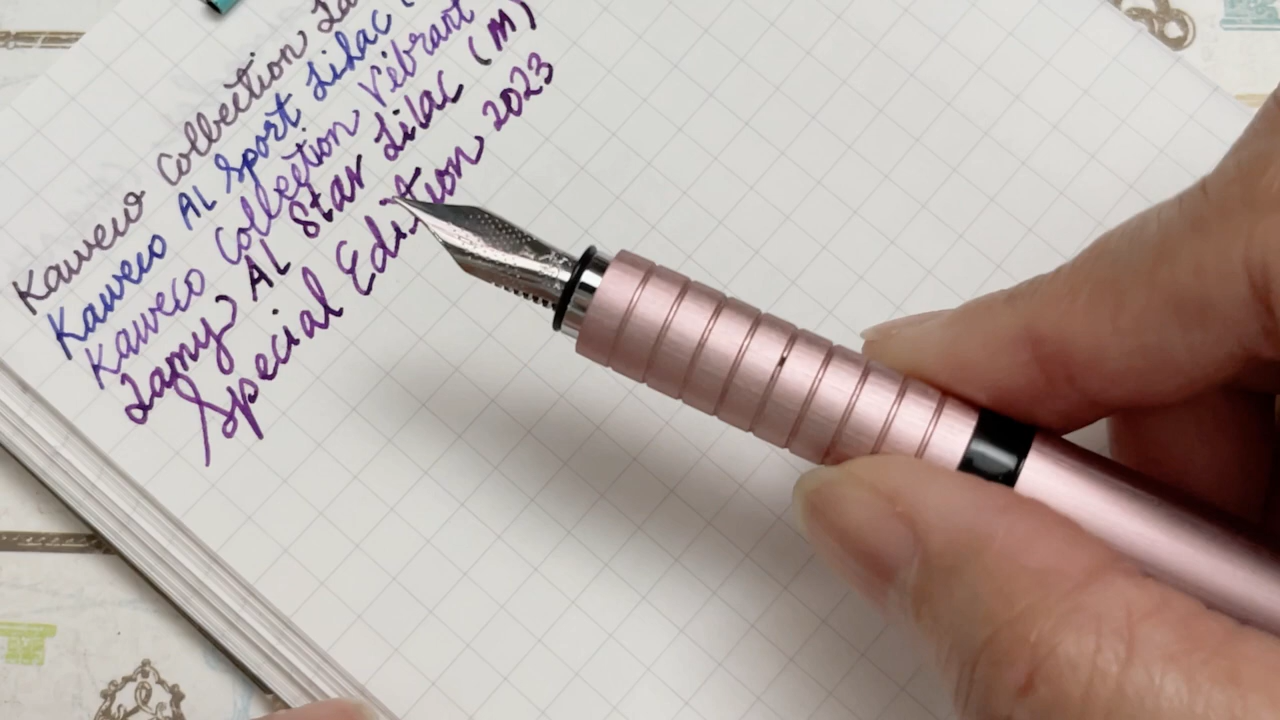 Kaweco Collection
Kaweco AL Sport Lilac
Kaweco Collection Vibrant
Lamy AL Star Lilac (M)
Special Edition 2023